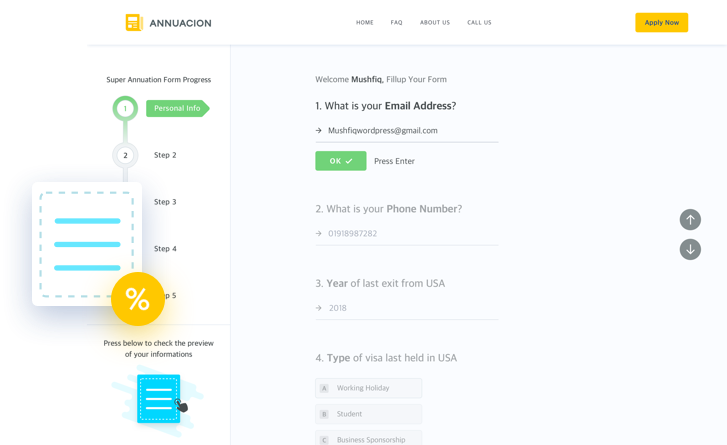 ANNUACION
HOME
FAQ
ABOUT US
CALL US
Apply Now
Super Annuation Form Progress
1
Personal Info
2
Step 2
Step 3
Step 4
p 5
%
Press below to check the preview
of your informations
Welcome Mushfiq, Fillup Your Form
1. What is your Email Address?
Mushfiqwordpress@gmail.com
OK
Press Enter
2. What is your Phone Number?
01918987282
3. Year of last exit from USA
2018
4. Type of visa last held in USA
A Working Holiday
B Student
C Business Sponsorship